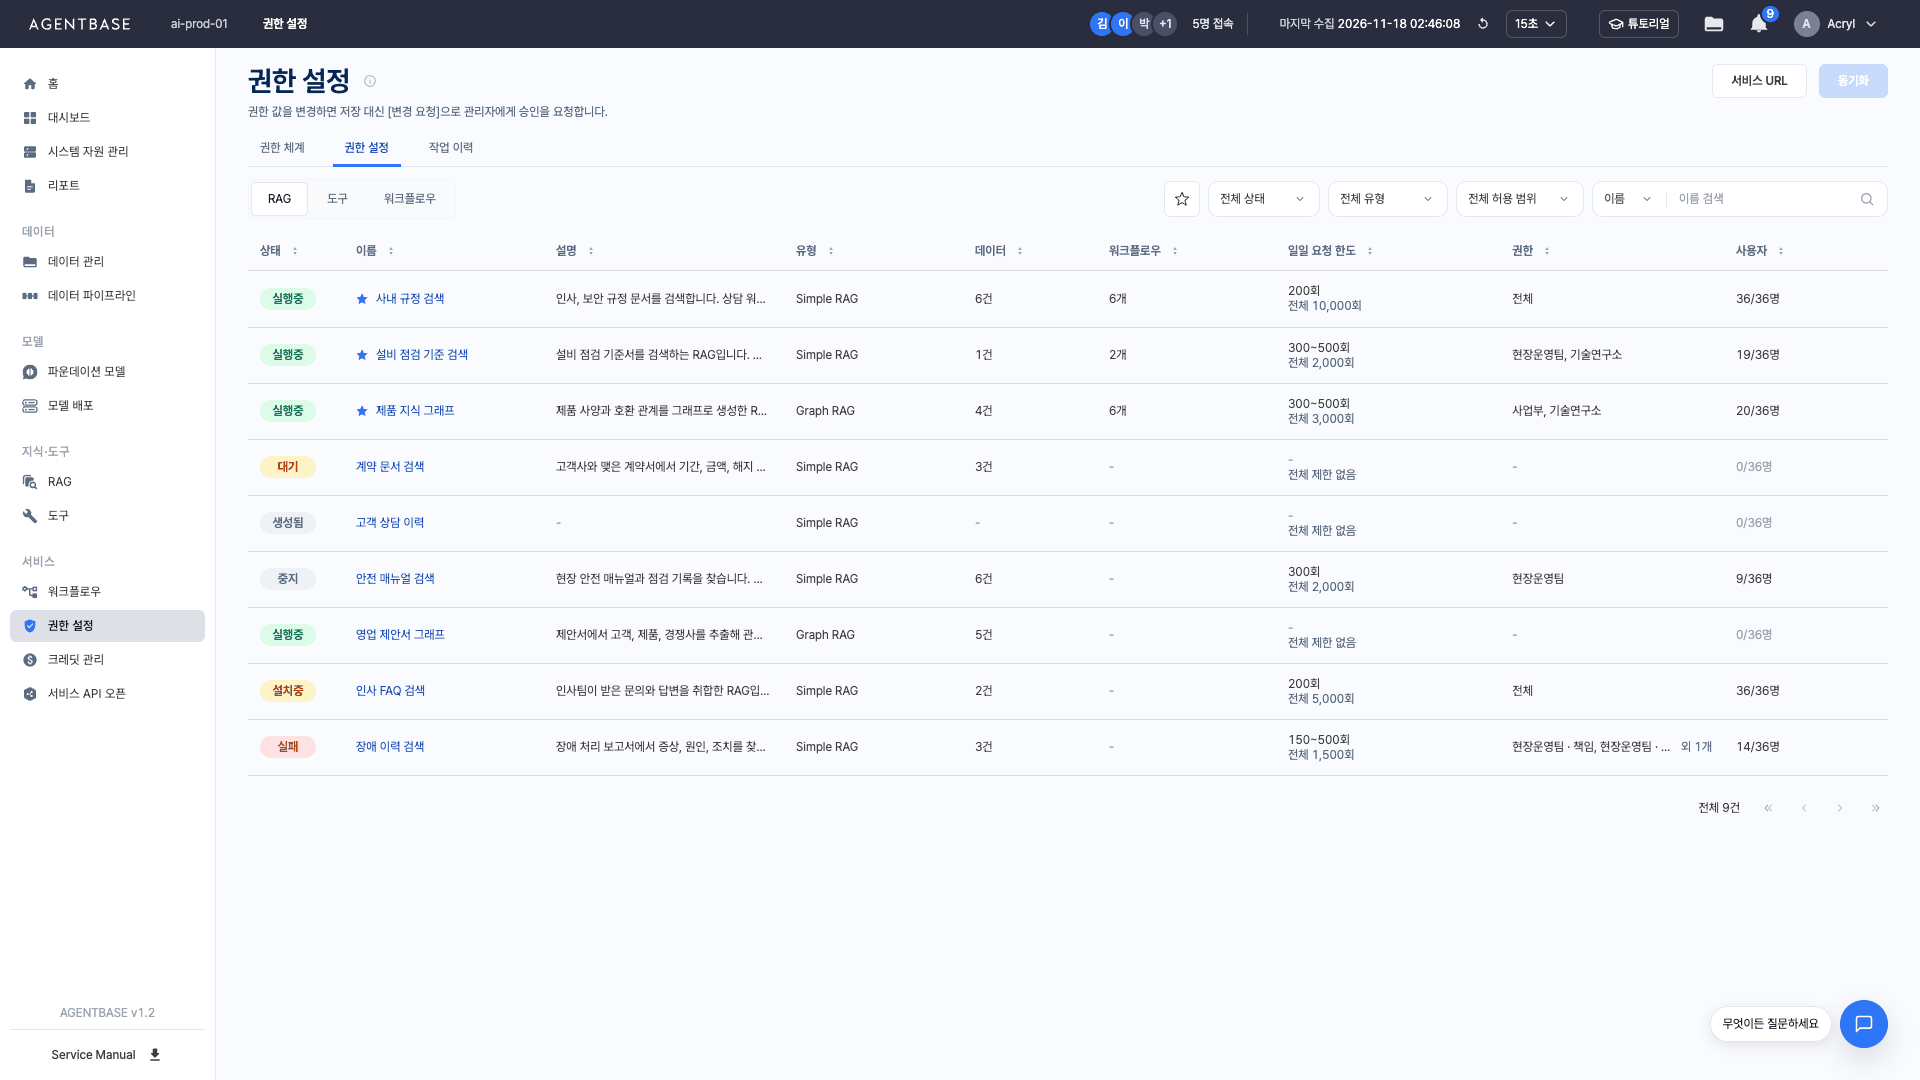 AGENTBASE ai-prod-01 권한 설정 김 이 박 +1 5명 접속 마지막 수집 2026-11-18 02:46:08 15초 튜토리얼 9 A Acryl
홈
대시보드
시스템 자원 관리
리포트
데이터
데이터 관리
데이터 파이프라인
모델
파운데이션 모델
모델 배포
지식·도구
RAG
도구
서비스
워크플로우
권한 설정
크레딧 관리
서비스 API 오픈
AGENTBASE v1.2
Service Manual
권한 설정
서비스 URL 동기화
권한 값을 변경하면 저장 대신 [변경 요청]으로 관리자에게 승인을 요청합니다.
권한 체계 권한 설정 작업 이력
RAG 도구 워크플로우 전체 상태 전체 유형 전체 허용 범위 이름 이름 검색
상태 이름 설명 유형 데이터 워크플로우 일일 요청 한도 권한 사용자
실행중 사내 규정 검색 인사, 보안 규정 문서를 검색합니다. 상담 워... Simple RAG 6건 6개 200회 전체 36/36명
전체 10,000회
실행중 설비 점검 기준 검색 설비 점검 기준서를 검색하는 RAG입니다. ... Simple RAG 1건 2개 300~500회 현장운영팀, 기술연구소 19/36명
전체 2,000회
실행중 제품 지식 그래프 제품 사양과 호환 관계를 그래프로 생성한 R... Graph RAG 4건 6개 300~500회 사업부, 기술연구소 20/36명
전체 3,000회
대기 계약 문서 검색 고객사와 맺은 계약서에서 기간, 금액, 해지 ... Simple RAG 3건 - - - 0/36명
전체 제한 없음
생성됨 고객 상담 이력 - Simple RAG - - - - 0/36명
전체 제한 없음
중지 안전 매뉴얼 검색 현장 안전 매뉴얼과 점검 기록을 찾습니다. ... Simple RAG 6건 - 300회 현장운영팀 9/36명
전체 2,000회
실행중 영업 제안서 그래프 제안서에서 고객, 제품, 경쟁사를 추출해 관... Graph RAG 5건 - - - 0/36명
전체 제한 없음
설치중 인사 FAQ 검색 인사팀이 받은 문의와 답변을 취합한 RAG입... Simple RAG 2건 - 200회 전체 36/36명
전체 5,000회
실패 장애 이력 검색 장애 처리 보고서에서 증상, 원인, 조치를 찾... Simple RAG 3건 - 150~500회 현장운영팀 · 책임, 현장운영팀 · ... 외 1개 14/36명
전체 1,500회
전체 9건 « ‹ › »
무엇이든 질문하세요